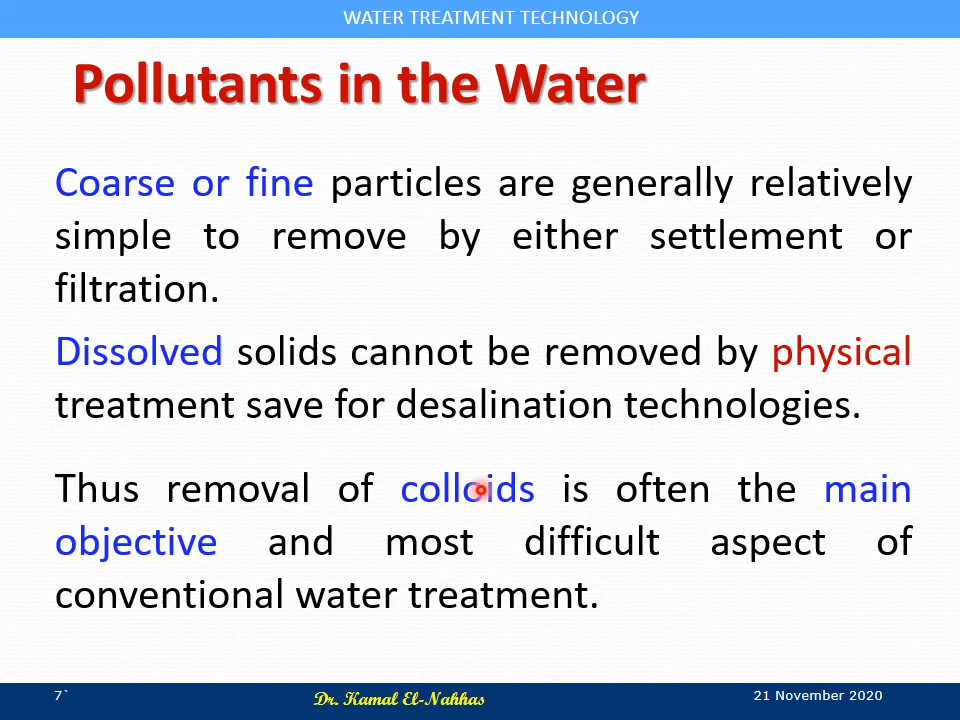 WATER TREATMENT TECHNOLOGY
Pollutants in the Water
Coarse or fine particles are generally relatively
simple to remove by either settlement or
filtration.
Dissolved solids cannot be removed by physical
treatment save for desalination technologies.
Thus removal of colloids is often the main
objective and most difficult aspect of
conventional water treatment.
7`
Dr. Kamal El-Nahhas
21 November 2020